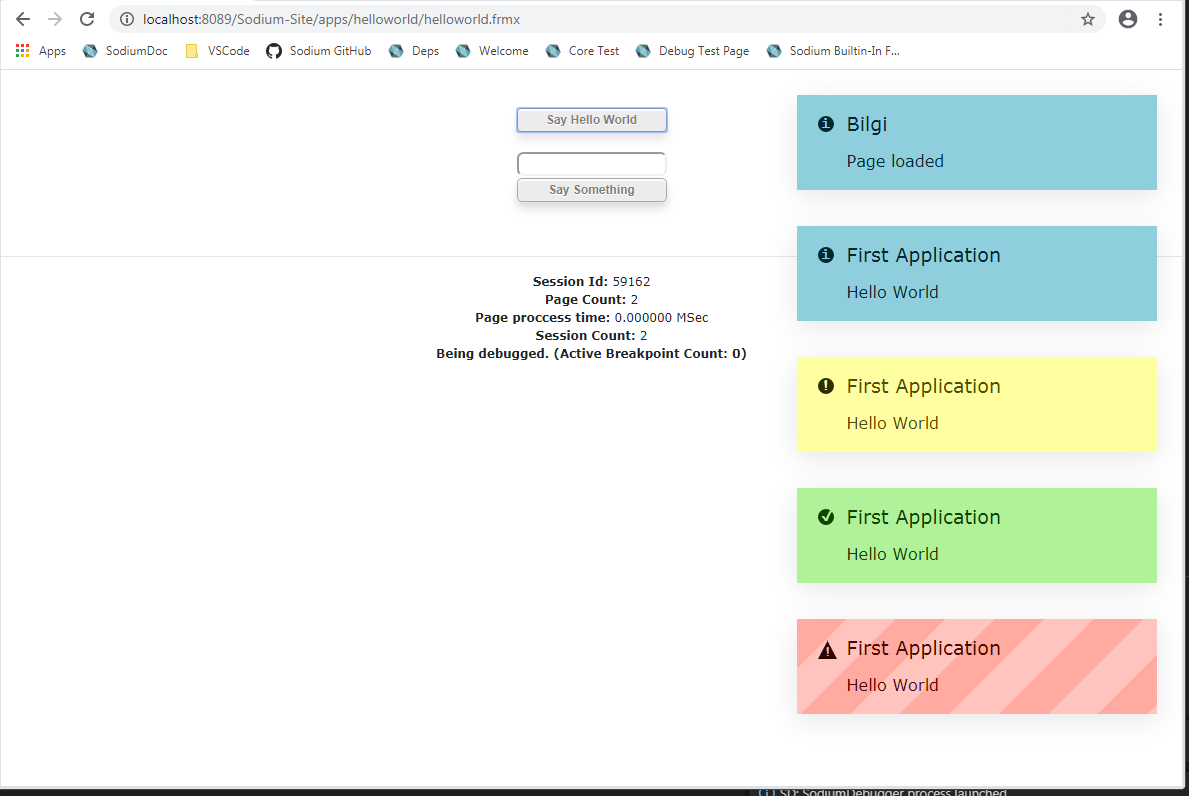 localhost:8089/Sodium-Site/apps/helloworld/helloworld.frmx
Apps SodiumDoc VSCode Sodium GitHub Deps Welcome Core Test Debug Test Page Sodium Builtin-In F...
Say Hello World
Say Something
Session Id: 59162
Page Count: 2
Page proccess time: 0.000000 MSec
Session Count: 2
Being debugged. (Active Breakpoint Count: 0)
Bilgi
Page loaded
First Application
Hello World
First Application
Hello World
First Application
Hello World
First Application
Hello World
SD: SodiumDebugger process launched